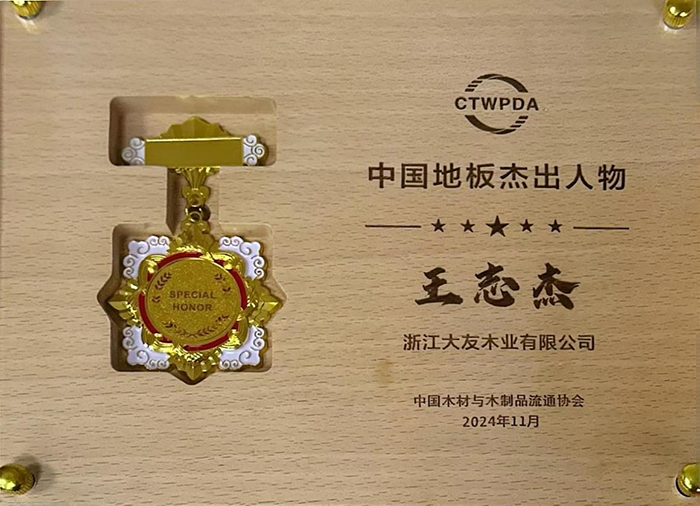 CTWPDA
中国地板杰出人物
王志杰
浙江大友木业有限公司
中国木材与木制品流通协会
2024年11月
SPECIAL
HONOR